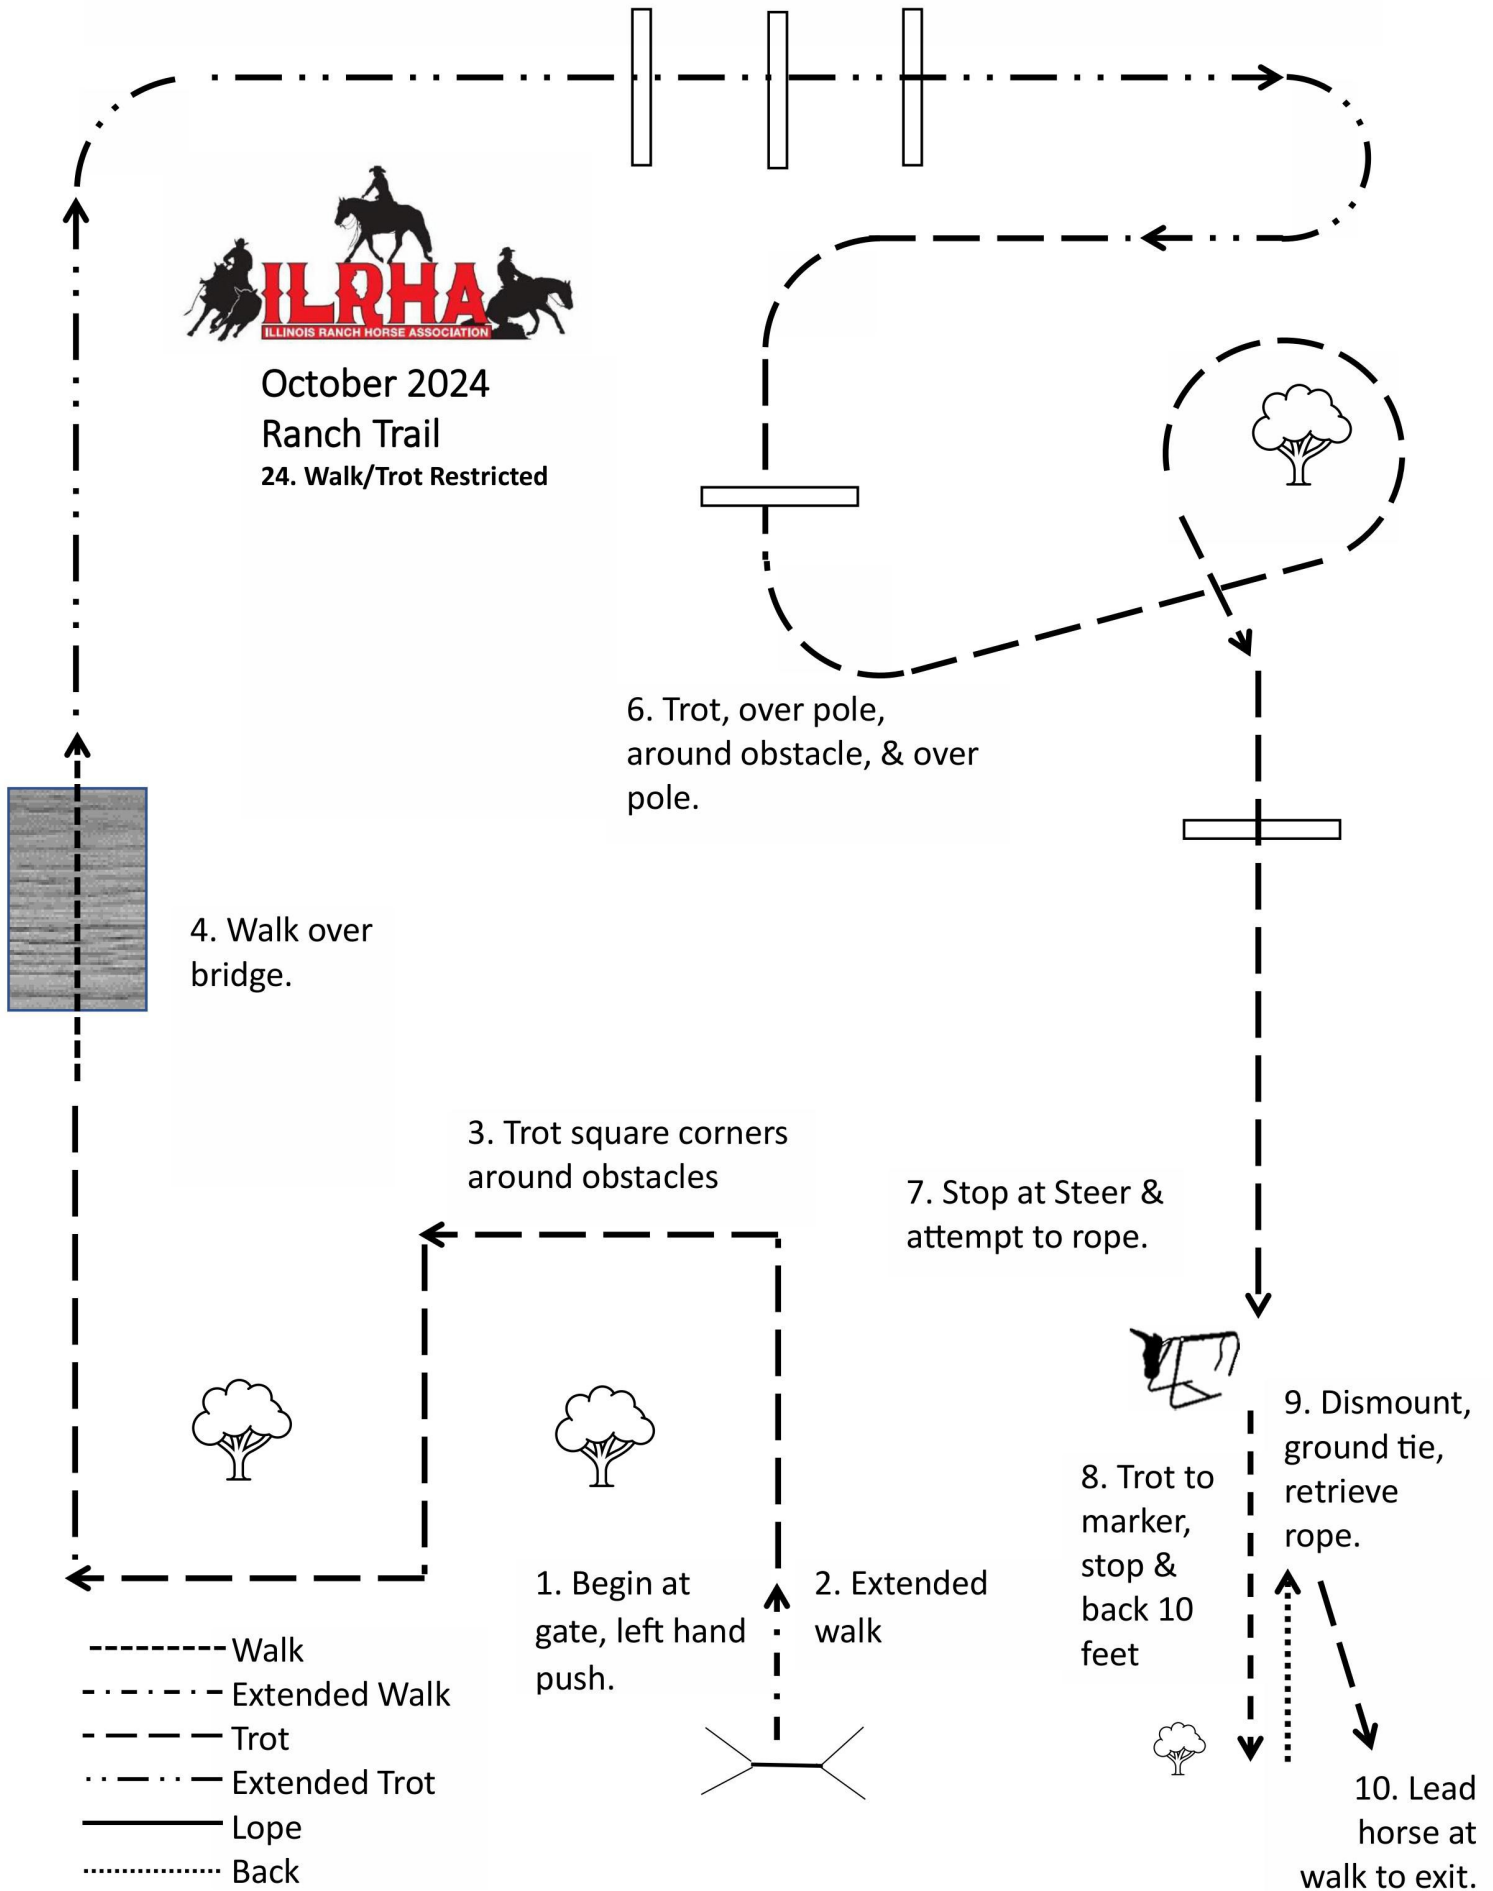 ILRHA
ILLINOIS RANCH HORSE ASSOCIATION
October 2024
Ranch Trail
24. Walk/Trot Restricted
6. Trot, over pole,
around obstacle, & over
pole.
4. Walk over
bridge.
3. Trot square corners
around obstacles
7. Stop at Steer &
attempt to rope.
9. Dismount,
ground tie,
retrieve
rope.
8. Trot to
marker,
stop &
back 10
feet
1. Begin at
gate, left hand
push.
2. Extended
walk
10. Lead
horse at
walk to exit.
Walk
Extended Walk
Trot
Extended Trot
Lope
Back